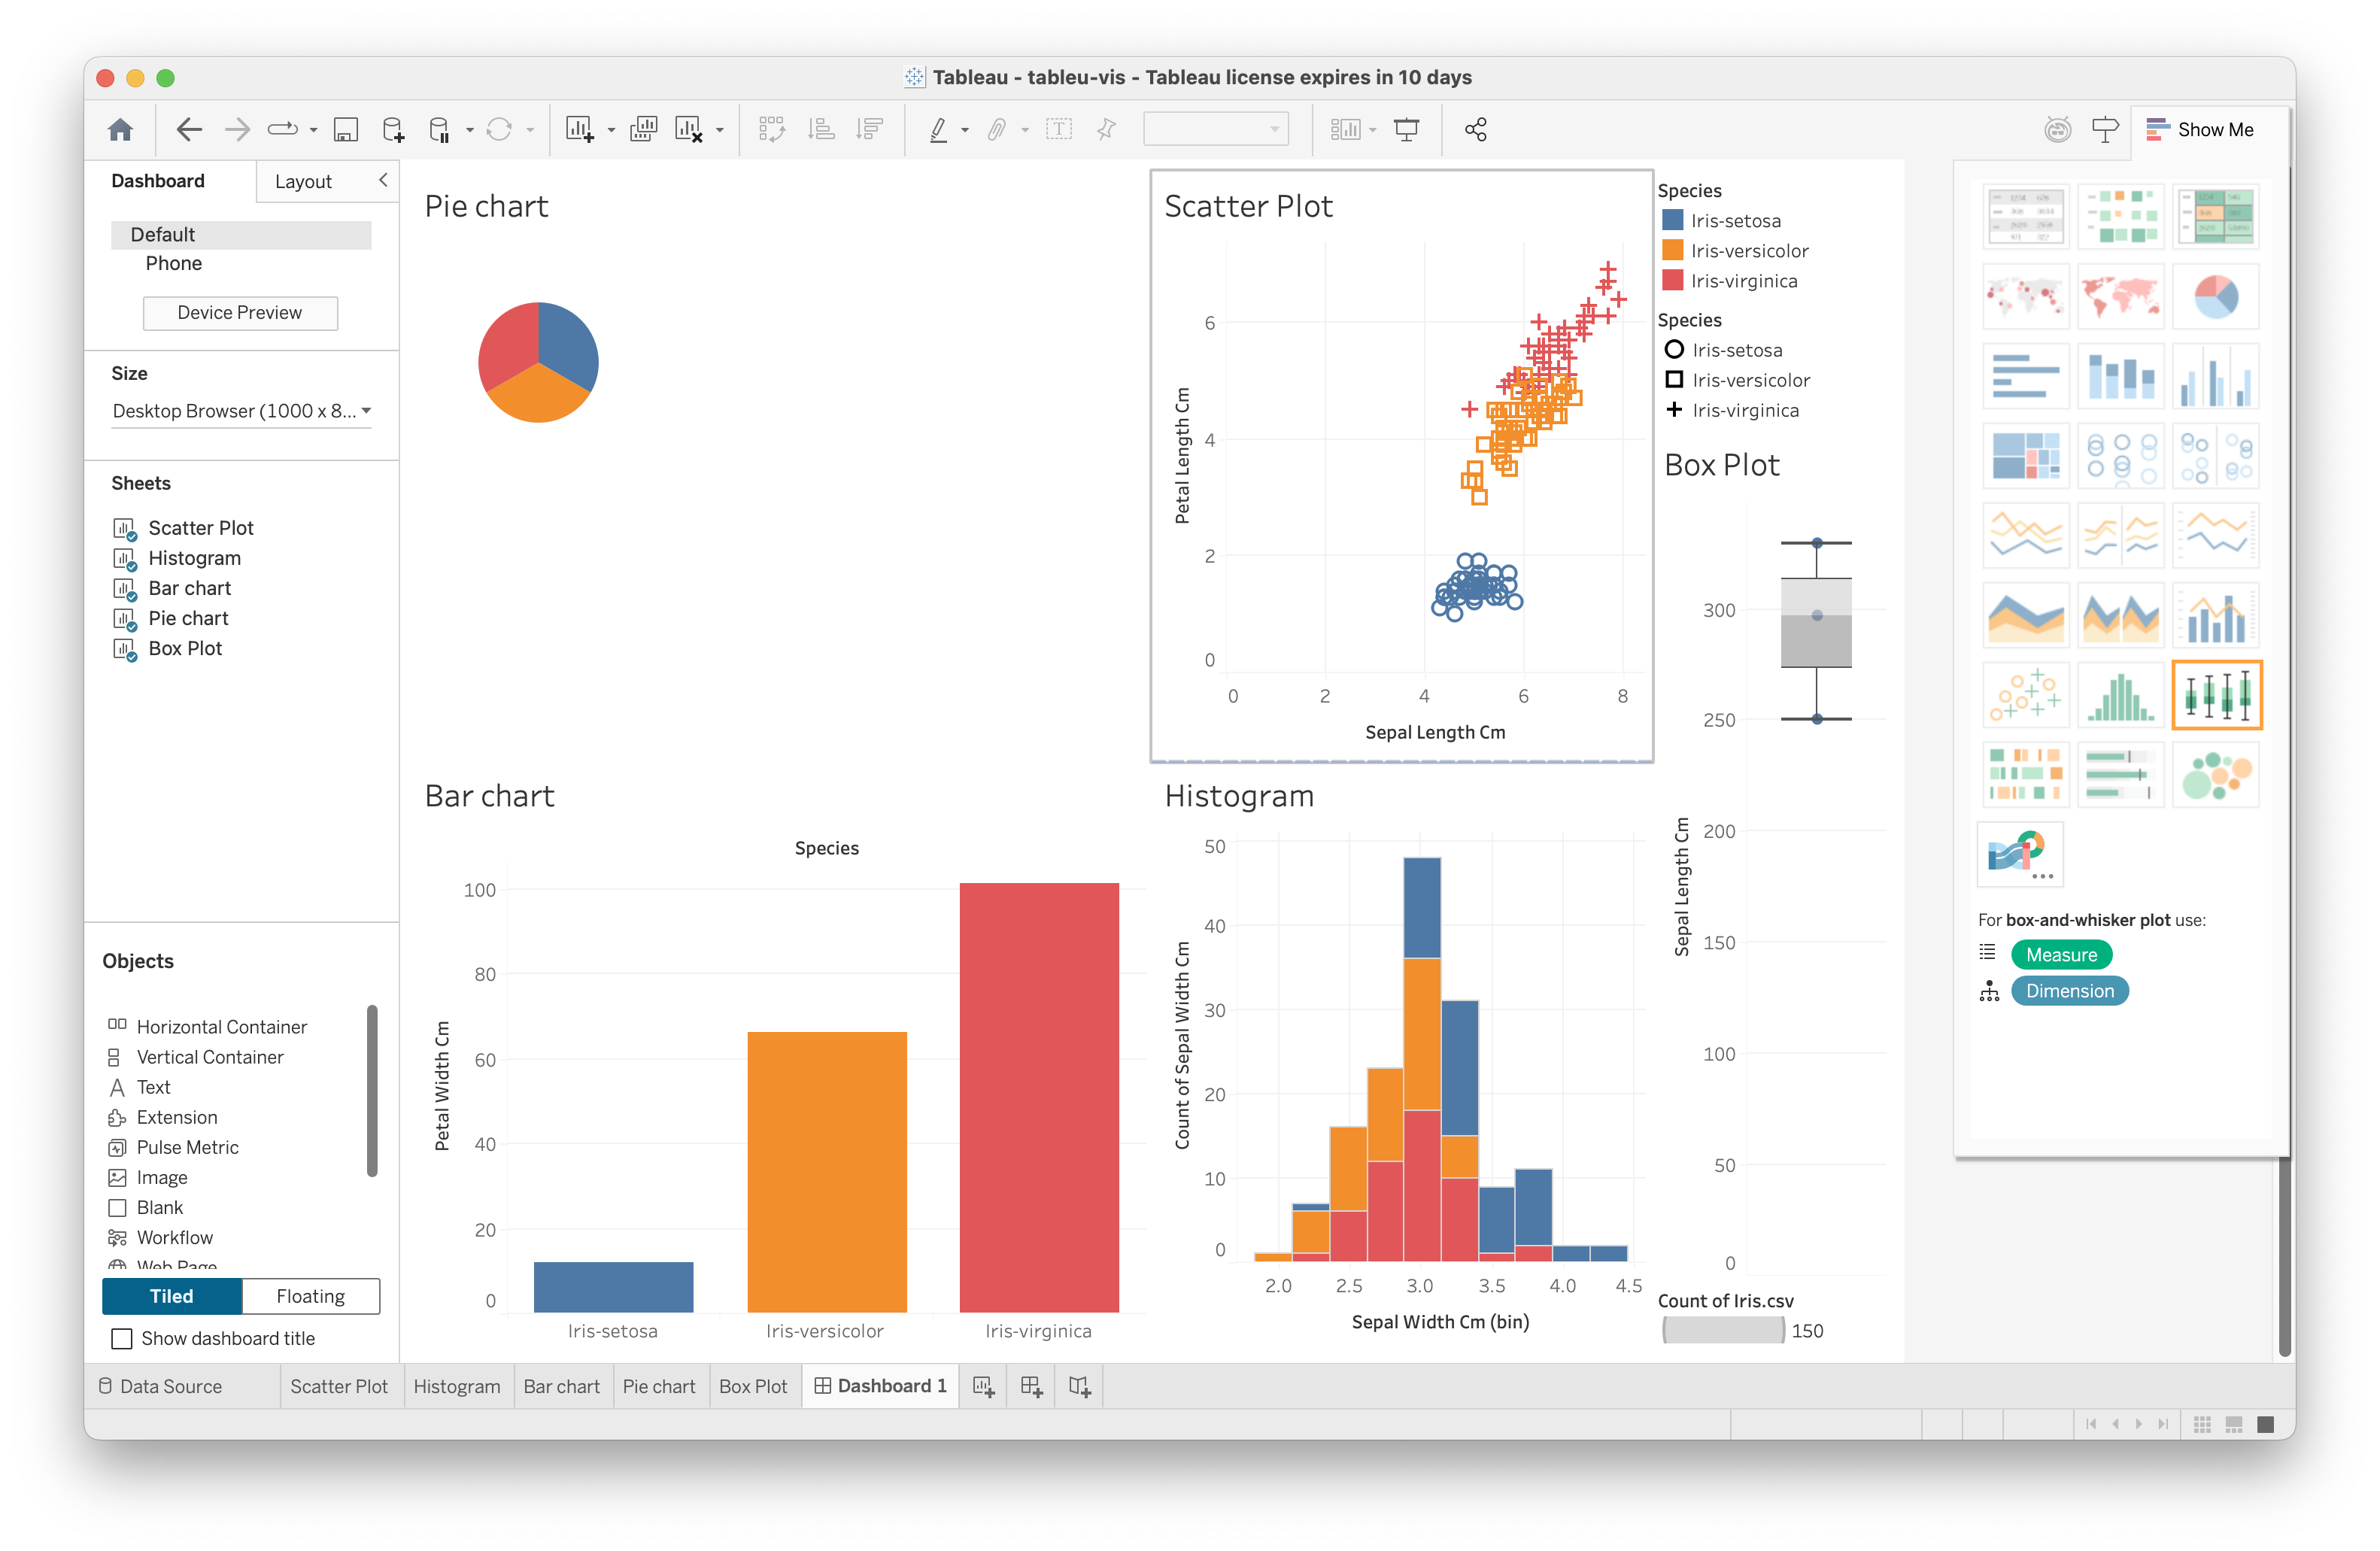 Tableau - tableu-vis - Tableau license expires in 10 days
Show Me
Dashboard
Layout
Default
Phone
Device Preview
Size
Desktop Browser (1000 x 8...
Sheets
Scatter Plot
Histogram
Bar chart
Pie chart
Box Plot
Objects
Horizontal Container
Vertical Container
Text
Extension
Pulse Metric
Image
Blank
Workflow
Web Page
Tiled
Floating
Show dashboard title
Pie chart
Scatter Plot
Petal Length Cm
6
4
2
0
0 2 4 6 8
Sepal Length Cm
Species
Iris-setosa
Iris-versicolor
Iris-virginica
Species
Iris-setosa
Iris-versicolor
Iris-virginica
Box Plot
Sepal Length Cm
300
250
200
150
100
50
0
Count of Iris.csv
150
Bar chart
Species
Petal Width Cm
100
80
60
40
20
0
Iris-setosa Iris-versicolor Iris-virginica
Histogram
Count of Sepal Width Cm
50
40
30
20
10
0
2.0 2.5 3.0 3.5 4.0 4.5
Sepal Width Cm (bin)
For box-and-whisker plot use:
Measure
Dimension
Data Source
Scatter Plot
Histogram
Bar chart
Pie chart
Box Plot
Dashboard 1